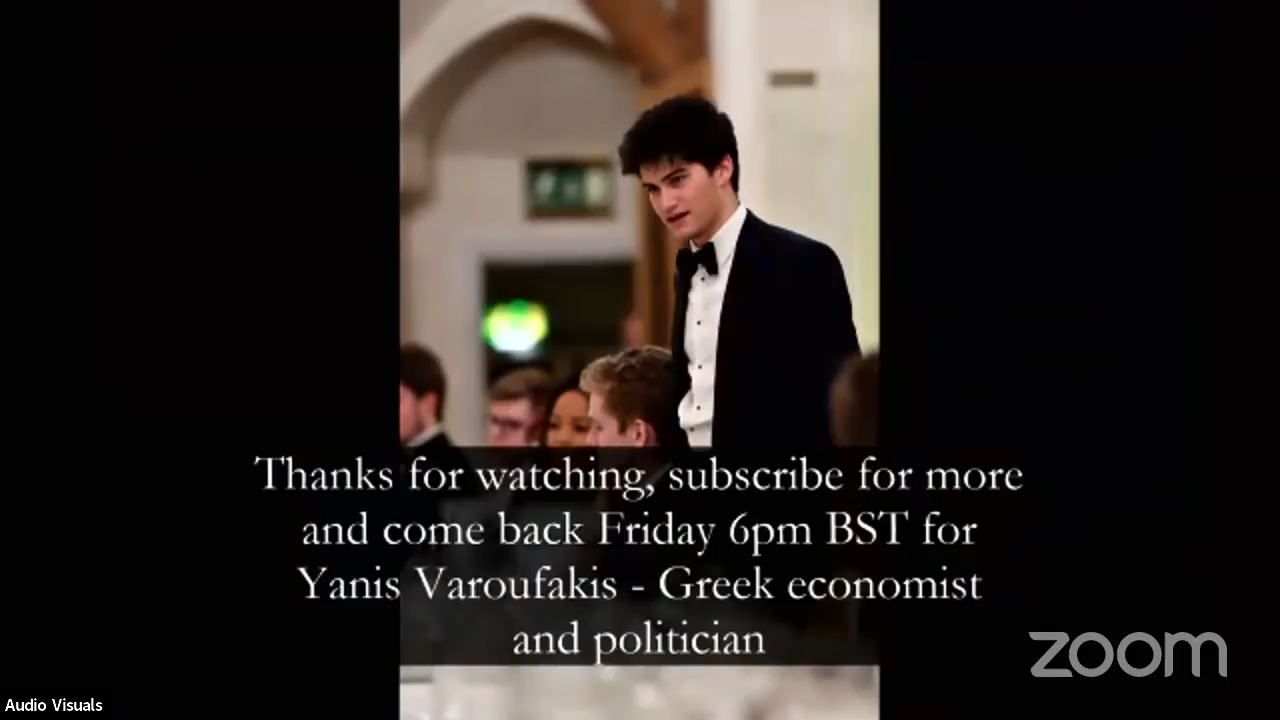 Thanks for watching, subscribe for more
and come back Friday 6pm BST for
Yanis Varoufakis - Greek economist
and politician
zoom
Audio Visuals